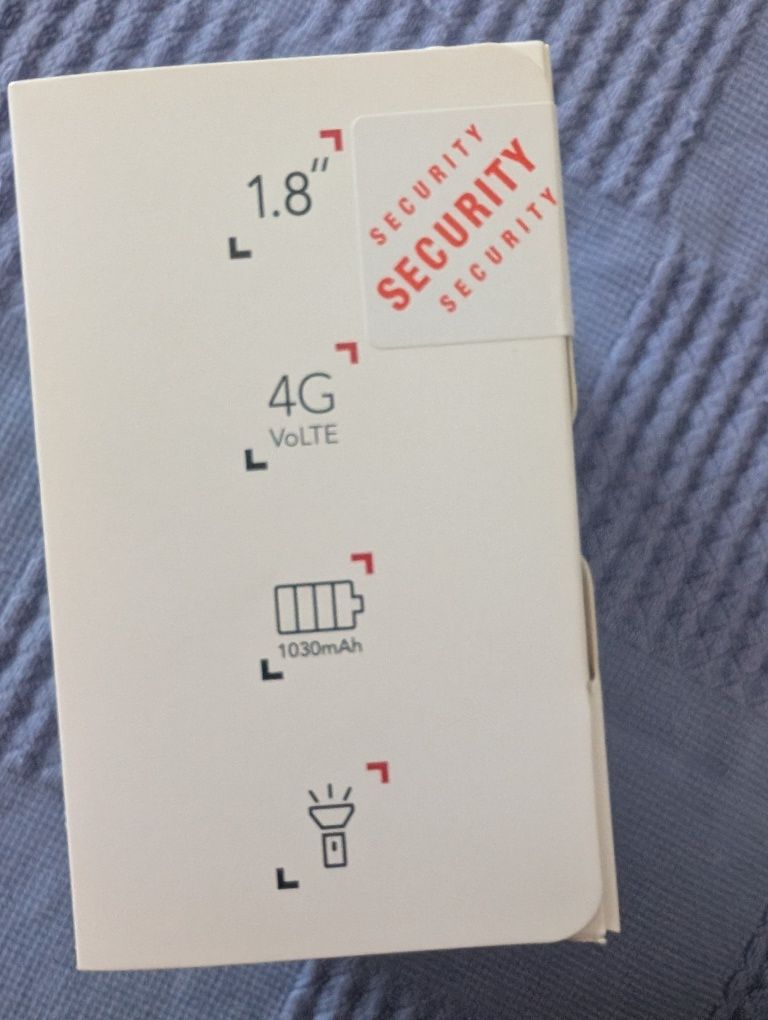 1.8"
SECURITY
SECURITY
SECURITY
4G
VoLTE
1030mAh